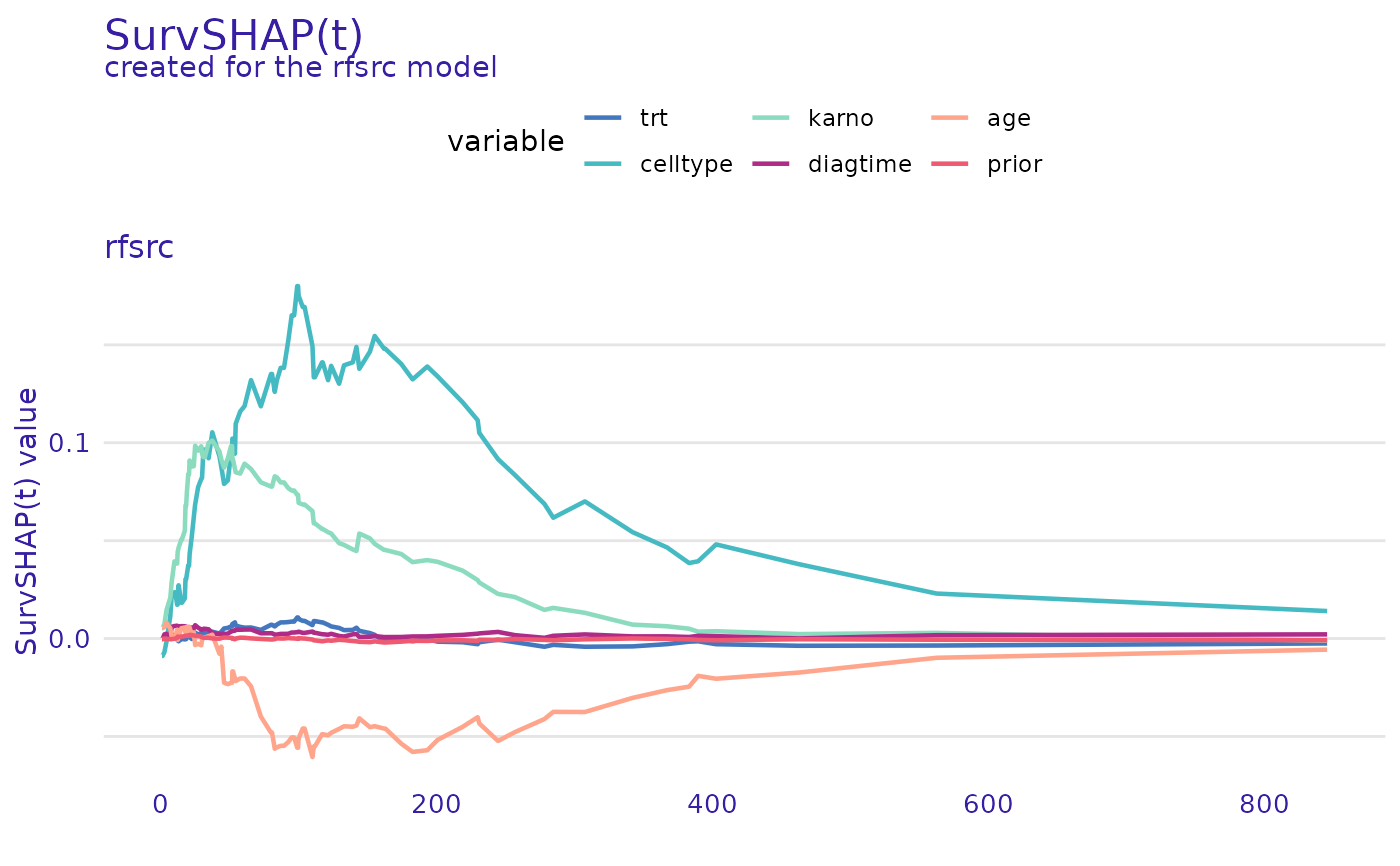 SurvSHAP(t)
created for the rfsrc model
variable
trt karno age
celltype diagtime prior
rfsrc
SurvSHAP(t) value
0.1
0.0
0 200 400 600 800